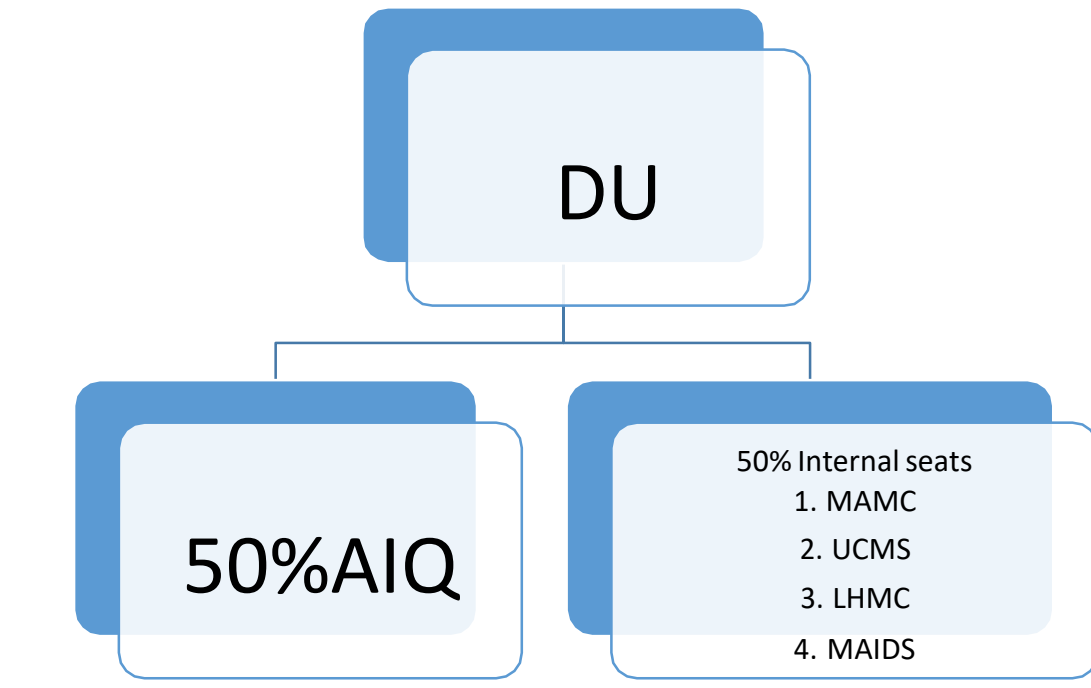 DU
50%AIQ
50% Internal seats
1. MAMC
2. UCMS
3. LHMC
4. MAIDS